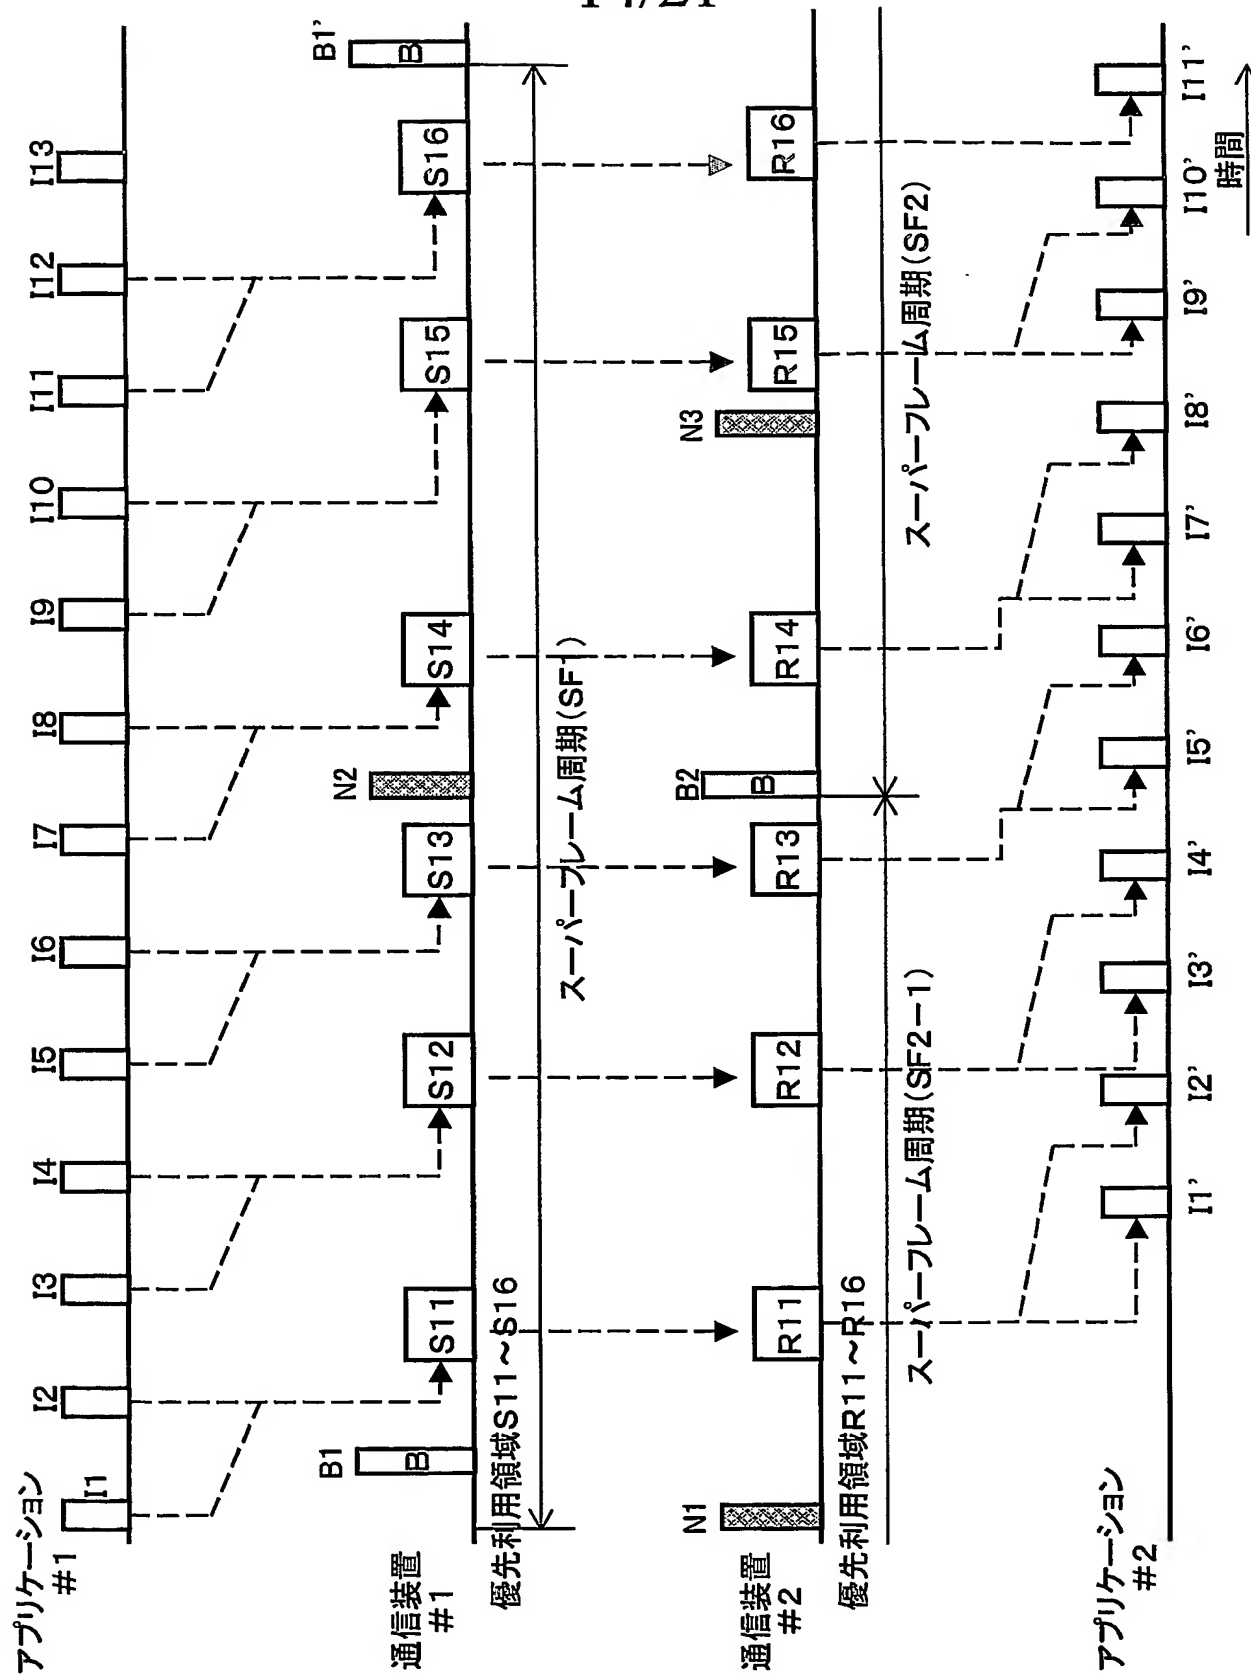 アプリケーション
#1
I1
I2
I3
I4
I5
I6
I7
I8
I9
I10
I11
I12
I13
通信装置
#1
B1
B
S11
S12
S13
N2
S14
S15
S16
B1'
B
優先利用領域S11～S16
スーパーフレーム周期(SF1)
通信装置
#2
N1
R11
R12
R13
B2
B
R14
N3
R15
R16
優先利用領域R11～R16
スーパーフレーム周期(SF2−1)
スーパーフレーム周期(SF2)
アプリケーション
#2
I1'
I2'
I3'
I4'
I5'
I6'
I7'
I8'
I9'
I10'
I11'
時間